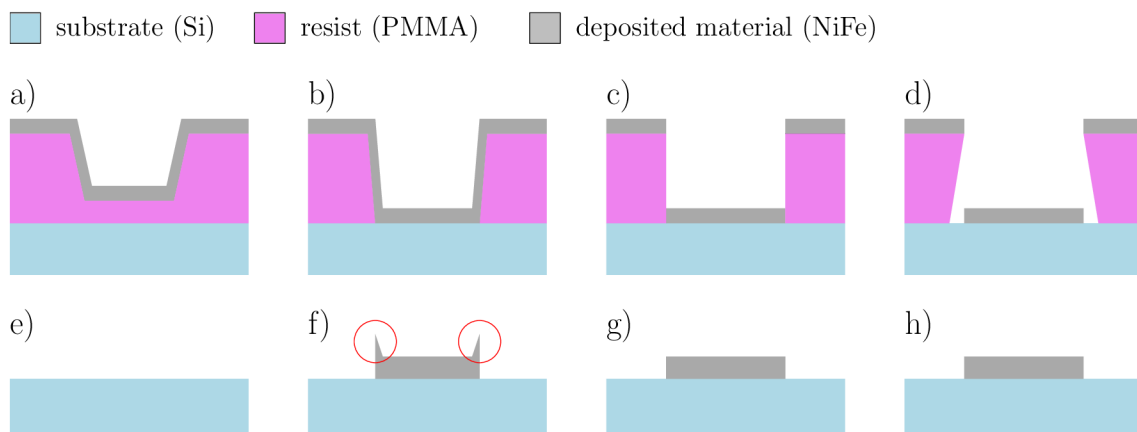 substrate (Si) resist (PMMA) deposited material (NiFe)
a) b) c) d)
e) f) g) h)